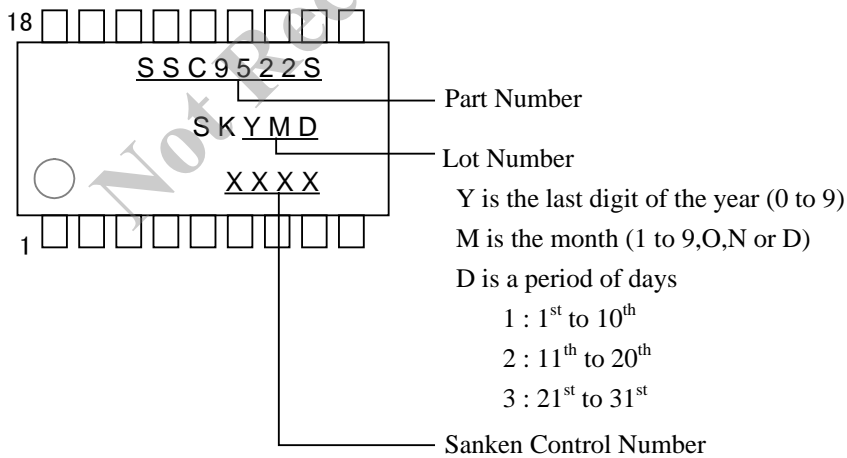 18
SSC9522S
Part Number
SKYMD
Lot Number
XXXX
Y is the last digit of the year (0 to 9)
1
M is the month (1 to 9,O,N or D)
D is a period of days
1 : 1st to 10th
2 : 11th to 20th
3 : 21st to 31st
Sanken Control Number
Not Rec